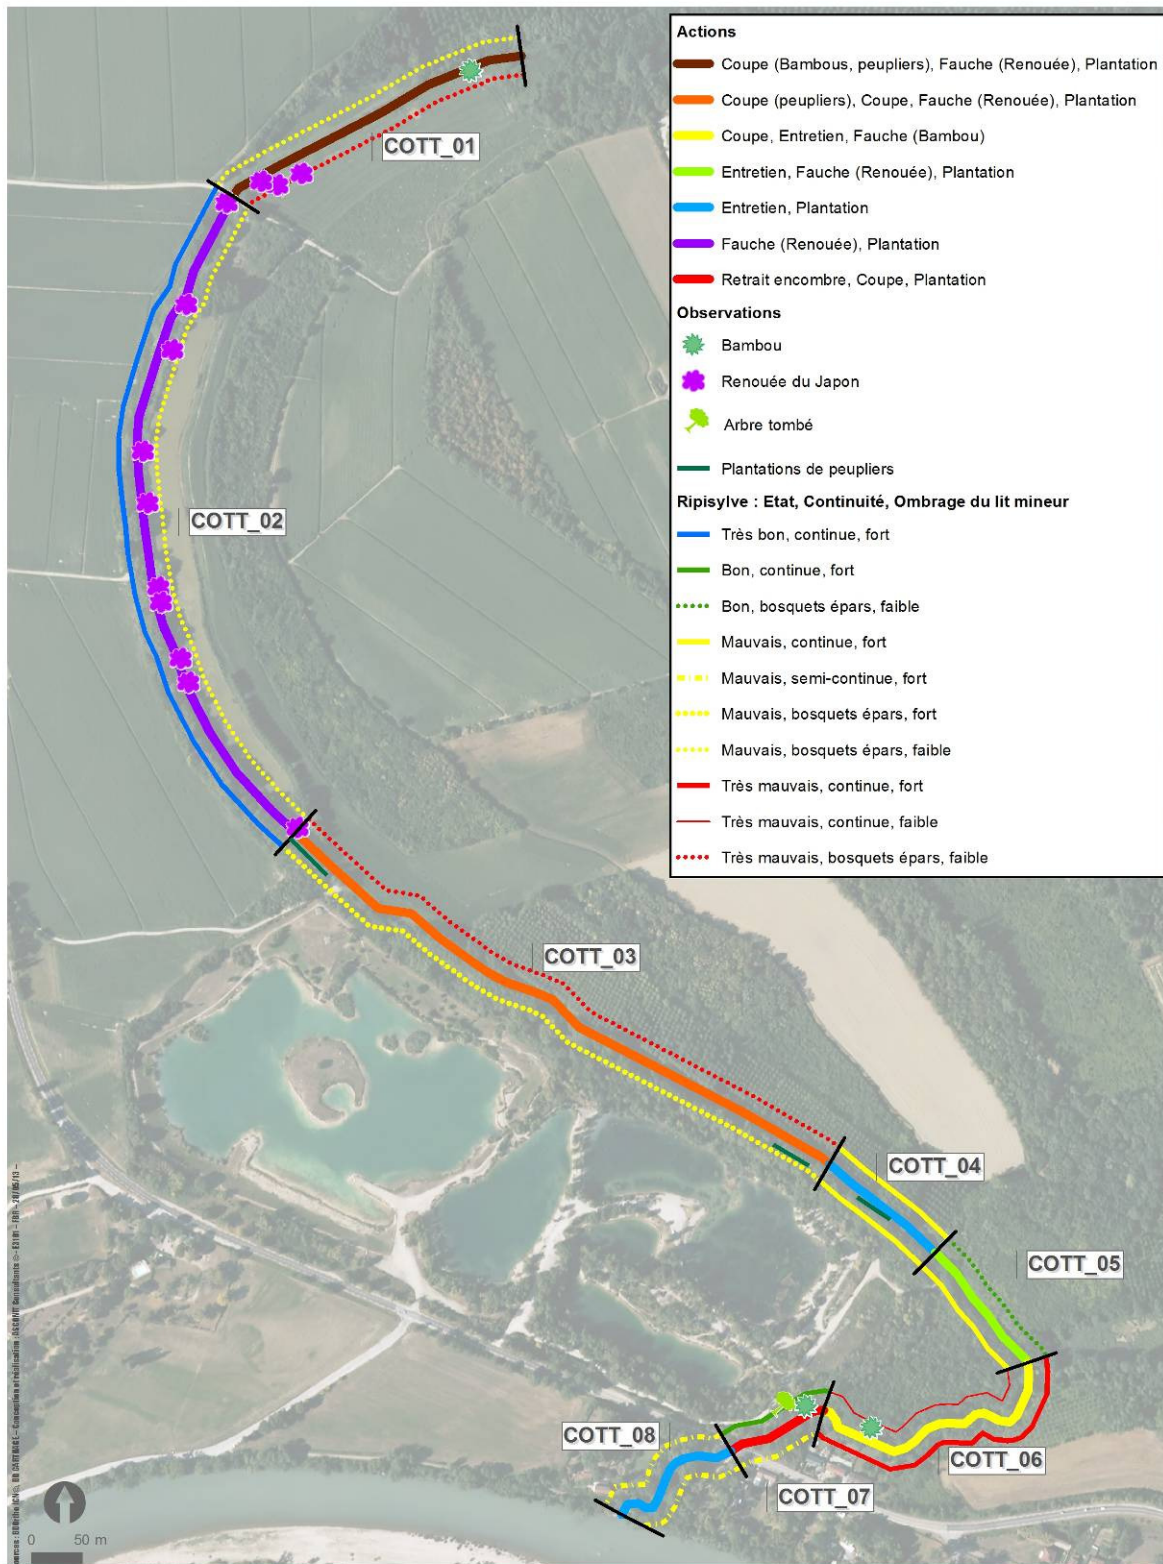 Actions
Coupe (Bambous, peupliers), Fauche (Renouée), Plantation
Coupe (peupliers), Coupe, Fauche (Renouée), Plantation
Coupe, Entretien, Fauche (Bambou)
Entretien, Fauche (Renouée), Plantation
Entretien, Plantation
Fauche (Renouée), Plantation
Retrait encombre, Coupe, Plantation
Observations
Bambou
Renouée du Japon
Arbre tombé
Plantations de peupliers
Ripisylve : Etat, Continuité, Ombrage du lit mineur
Très bon, continue, fort
Bon, continue, fort
Bon, bosquets épars, faible
Mauvais, continue, fort
Mauvais, semi-continue, fort
Mauvais, bosquets épars, fort
Mauvais, bosquets épars, faible
Très mauvais, continue, fort
Très mauvais, continue, faible
Très mauvais, bosquets épars, faible
COTT_01
COTT_02
COTT_03
COTT_04
COTT_05
COTT_06
COTT_07
COTT_08
0 50 m